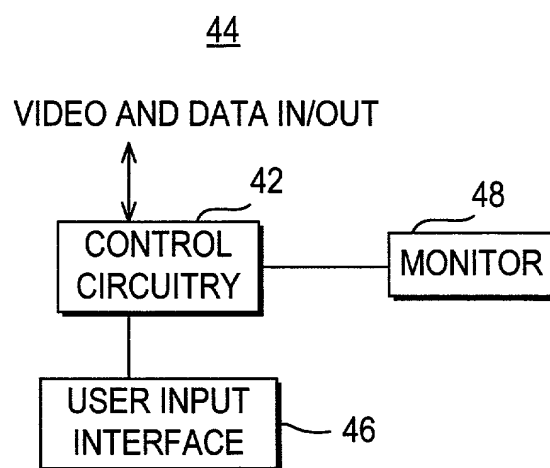 44
VIDEO AND DATA IN/OUT
42
CONTROL
CIRCUITRY
48
MONITOR
USER INPUT
INTERFACE
46